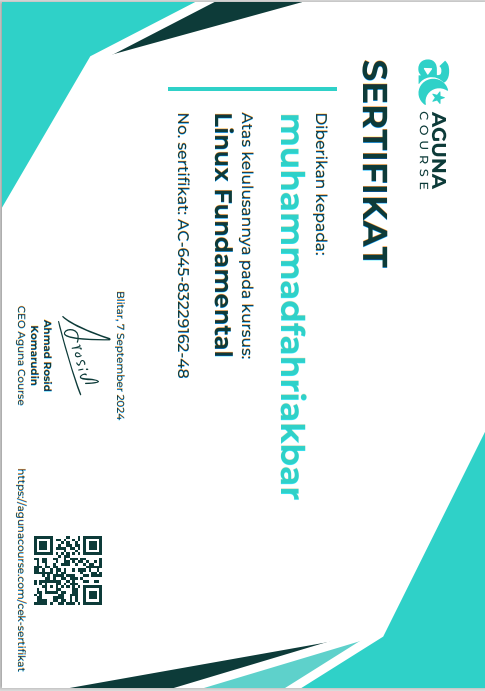 AGUNA
COURSE
SERTIFIKAT
Diberikan kepada:
muhammadfahriakbar
Atas kelulusannya pada kursus:
Linux Fundamental
No. sertifikat: AC-645-83229162-48
Blitar, 7 September 2024
Ahmad Rosid
Komarudin
CEO Aguna Course
https://agunacourse.com/cek-sertifikat